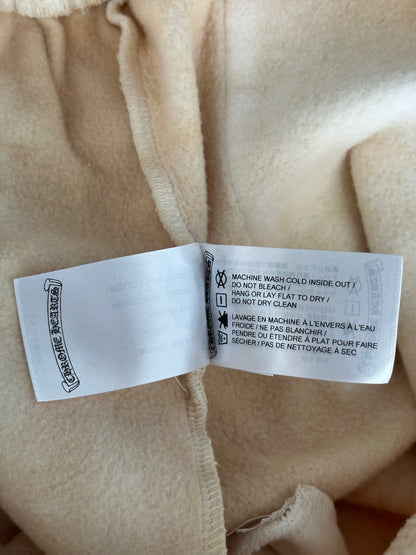 CHROME HEARTS
MACHINE WASH COLD INSIDE OUT /
DO NOT BLEACH /
HANG OR LAY FLAT TO DRY /
DO NOT DRY CLEAN
LAVAGE EN MACHINE À L'ENVERS À L'EAU
FROIDE / NE PAS BLANCHIR /
PENDRE OU ÉTENDRE À PLAT POUR FAIRE
SÉCHER / PAS DE NETTOYAGE À SEC
CHROME HEARTS